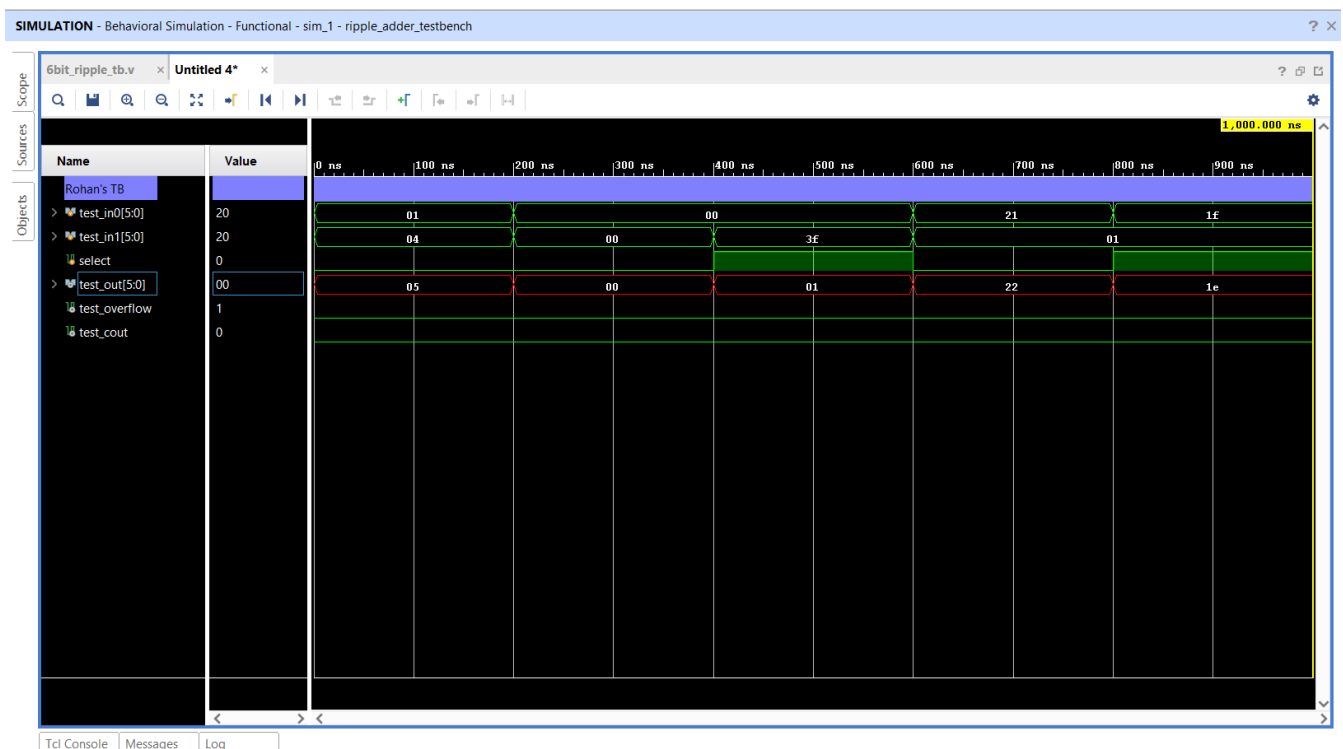 SIMULATION - Behavioral Simulation - Functional - sim_1 - ripple_adder_testbench
Scope
Sources
Objects
6bit_ripple_tb.v
Untitled 4*
1,000.000 ns
Name Value
0 ns 100 ns 200 ns 300 ns 400 ns 500 ns 600 ns 700 ns 800 ns 900 ns
Rohan's TB
test_in0[5:0] 20 01 00 21 1f
test_in1[5:0] 20 04 00 3f 01
select 0
test_out[5:0] 00 05 00 01 22 1e
test_overflow 1
test_cout 0
Tcl Console Messages Log